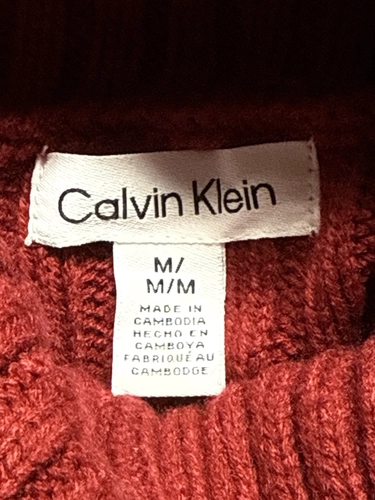 Calvin Klein
M/
M/M
MADE IN
CAMBODIA
HECHO EN
CAMBOYA
FABRIQUÉ AU
CAMBODGE